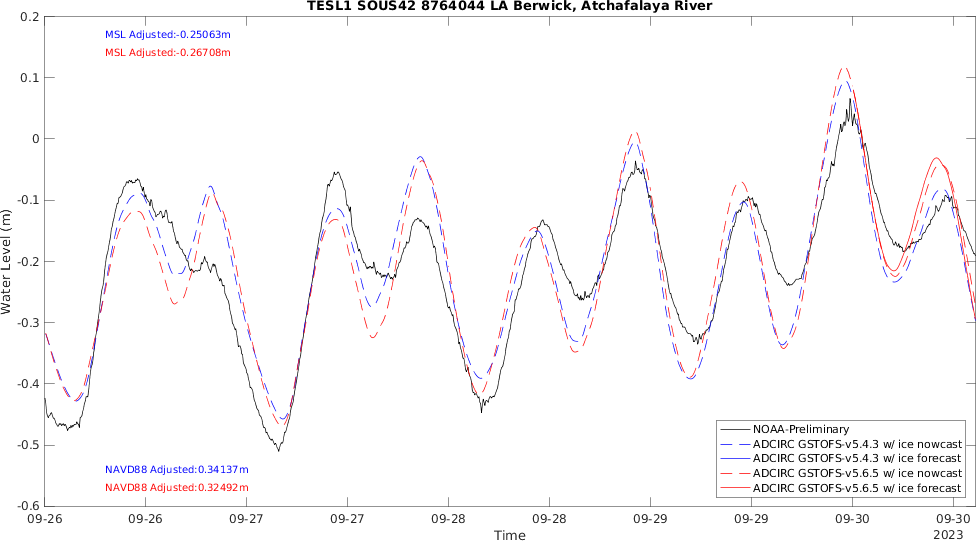 TESL1 SOUS42 8764044 LA Berwick, Atchafalaya River
MSL Adjusted:-0.25063m
MSL Adjusted:-0.26708m
0.2
0.1
0
-0.1
-0.2
-0.3
-0.4
-0.5
-0.6
Water Level (m)
NAVD88 Adjusted:0.34137m
NAVD88 Adjusted:0.32492m
NOAA-Preliminary
ADCIRC GSTOFS-v5.4.3 w/ ice nowcast
ADCIRC GSTOFS-v5.4.3 w/ ice forecast
ADCIRC GSTOFS-v5.6.5 w/ ice nowcast
ADCIRC GSTOFS-v5.6.5 w/ ice forecast
09-26 09-26 09-27 09-27 09-28 09-28 09-29 09-29 09-30 09-30
2023
Time